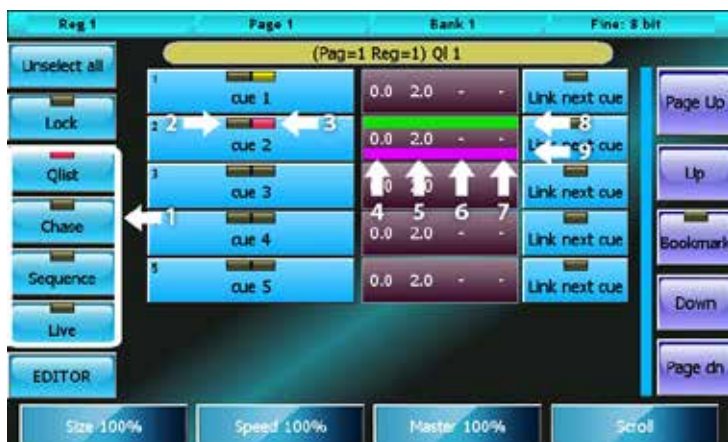 Reg 1 Page 1 Bank 1 Fine: 8 bit
(Pag=1 Reg=1) Ql 1
Unselect all
Lock
Qlist
Chase
Sequence
Live
EDITOR
1 cue 1 0.0 2.0 - - Link next cue
2 cue 2 0.0 2.0 - - Link next cue
3 cue 3 Link next cue
cue 4 0.0 2.0 - - Link next cue
5 cue 5 0.0 2.0 - - Link next cue
1
2 3
4 5 6 7
8
9
Page Up
Up
Bookmark
Down
Page dn
Size 100% Speed 100% Master 100% Scroll